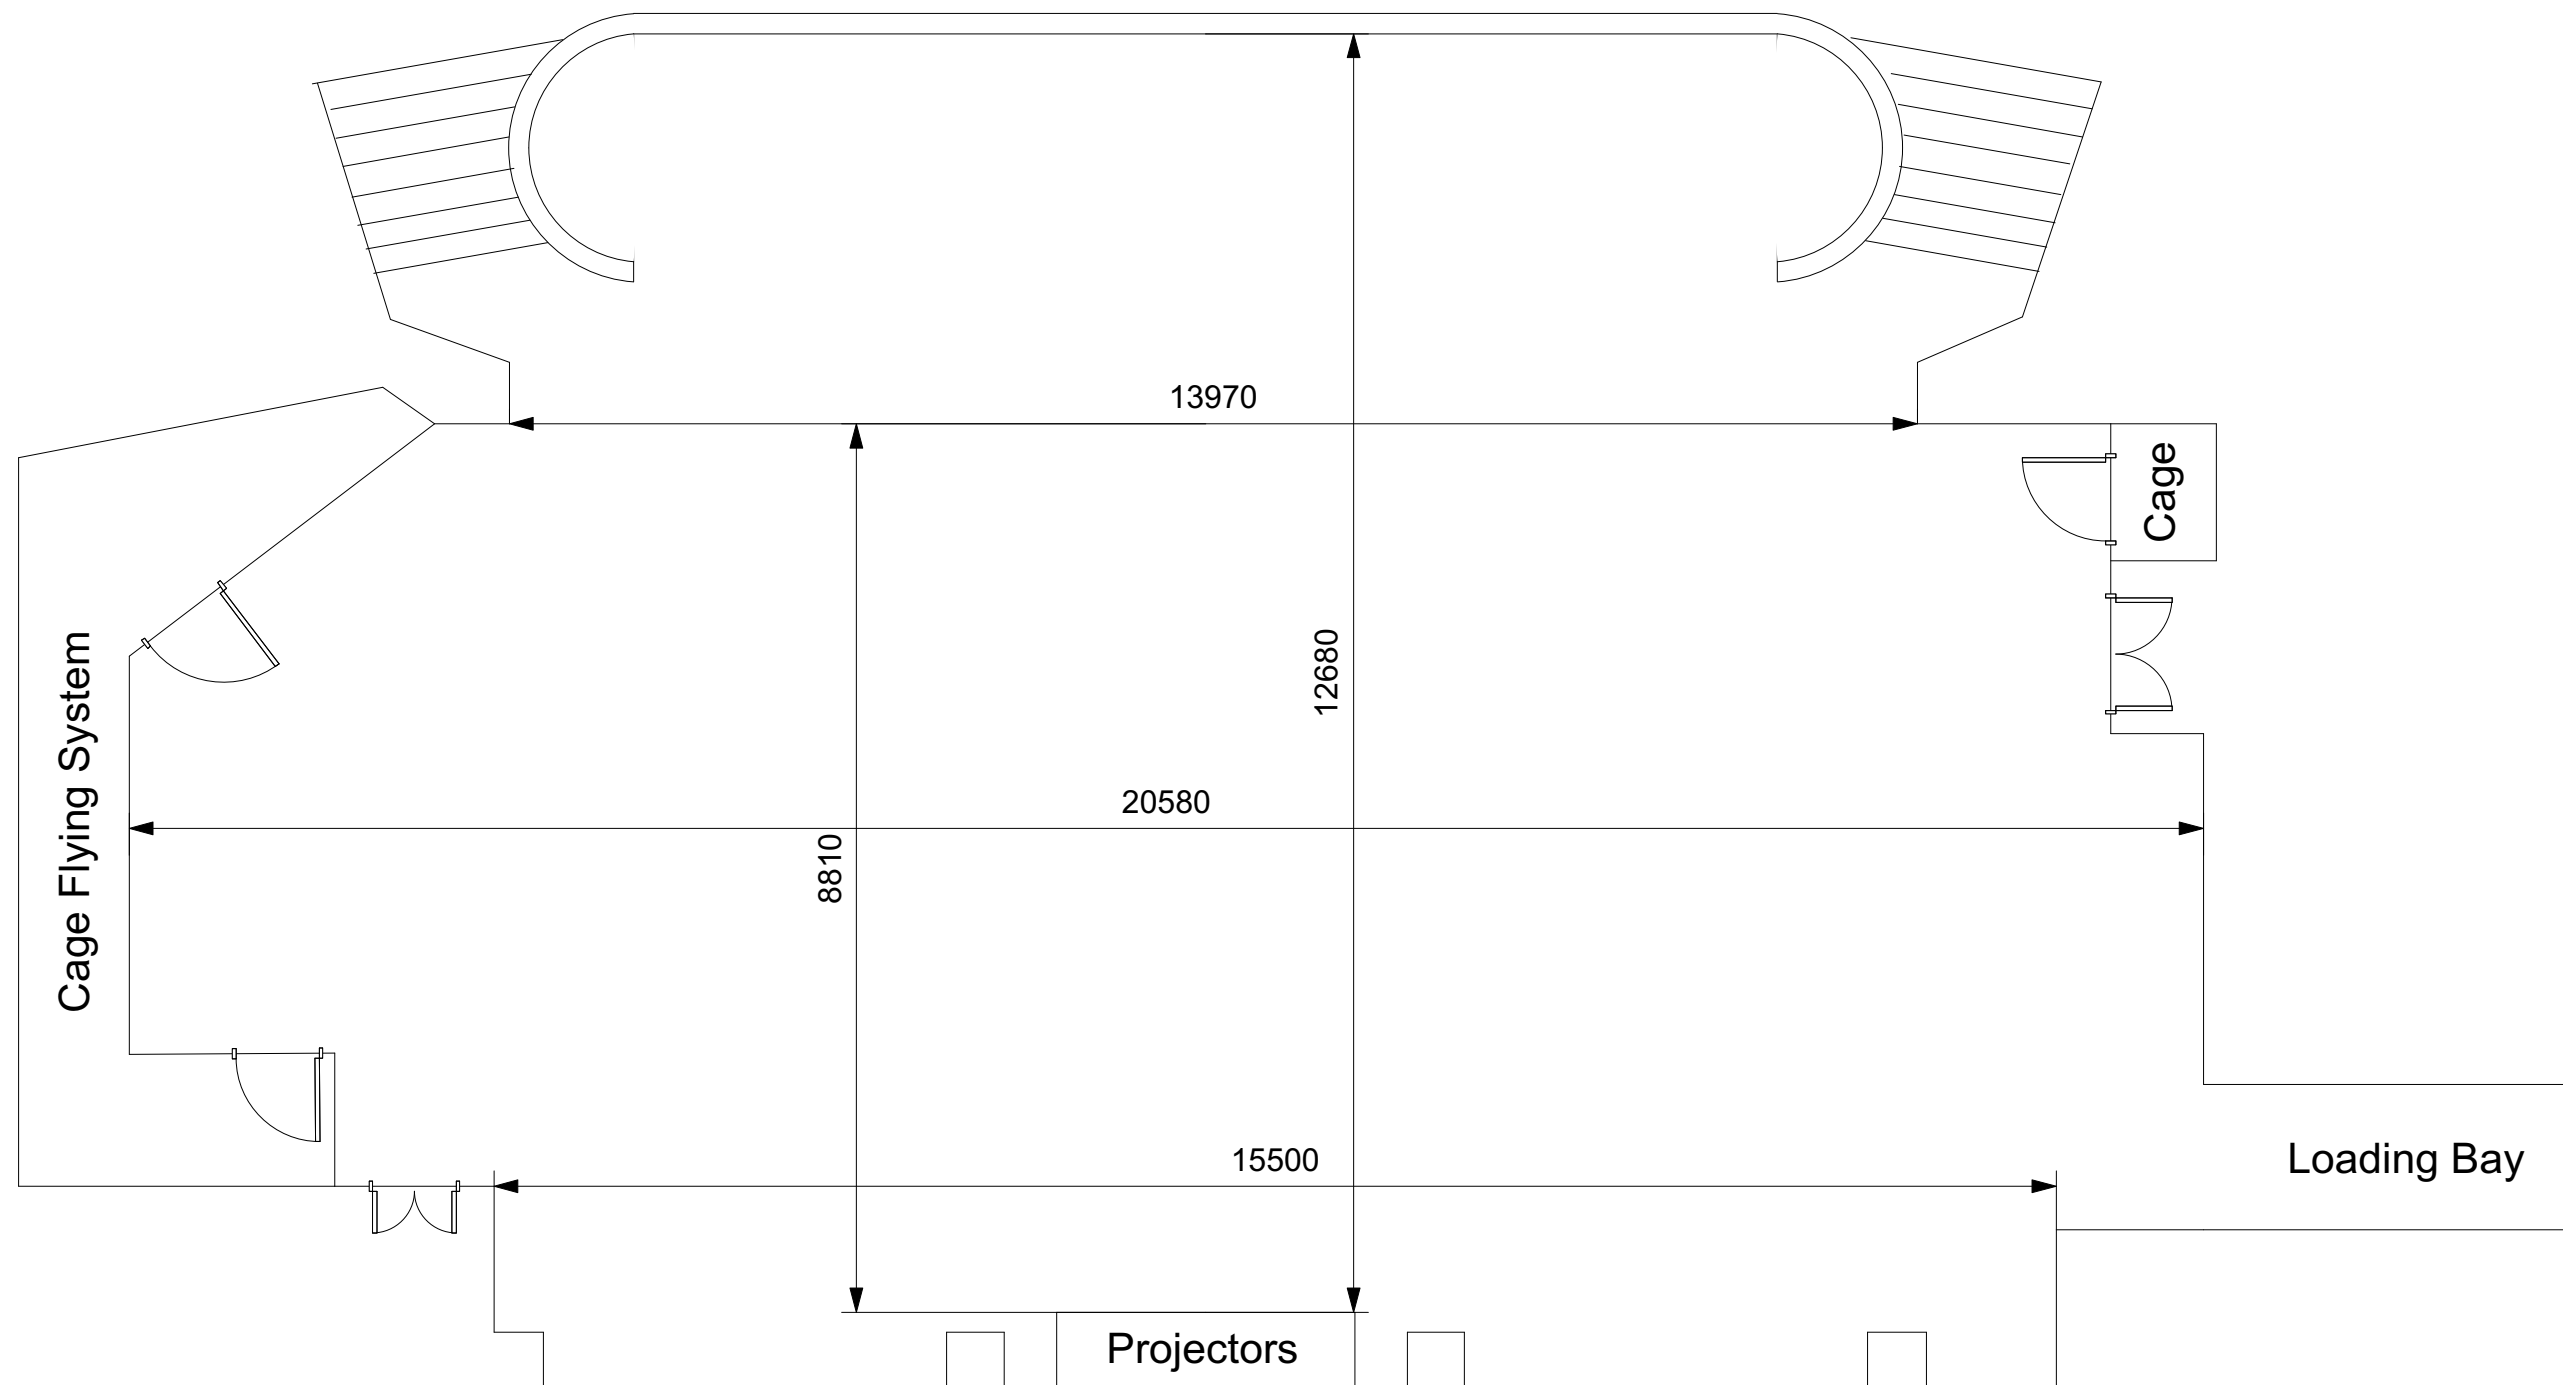 13970
Cage
12680
Cage Flying System
20580
8810
15500
Loading Bay
Projectors